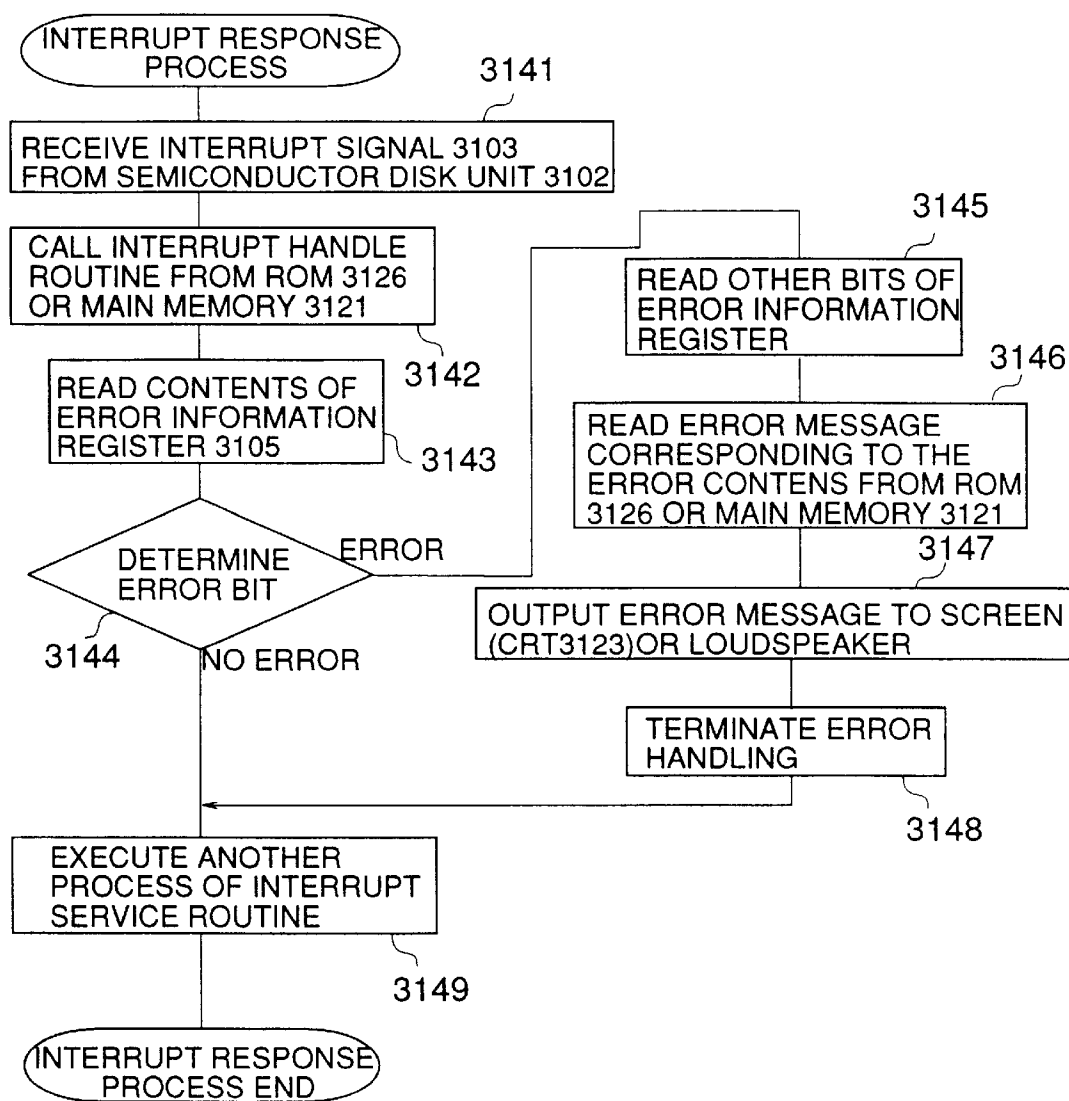 INTERRUPT RESPONSE
PROCESS
3141
RECEIVE INTERRUPT SIGNAL 3103
FROM SEMICONDUCTOR DISK UNIT 3102
CALL INTERRUPT HANDLE
ROUTINE FROM ROM 3126
OR MAIN MEMORY 3121
3142
READ CONTENTS OF
ERROR INFORMATION
REGISTER 3105
3143
DETERMINE
ERROR BIT
ERROR
3144
NO ERROR
3145
READ OTHER BITS OF
ERROR INFORMATION
REGISTER
3146
READ ERROR MESSAGE
CORRESPONDING TO THE
ERROR CONTENS FROM ROM
3126 OR MAIN MEMORY 3121
3147
OUTPUT ERROR MESSAGE TO SCREEN
(CRT3123)OR LOUDSPEAKER
TERMINATE ERROR
HANDLING
3148
EXECUTE ANOTHER
PROCESS OF INTERRUPT
SERVICE ROUTINE
3149
INTERRUPT RESPONSE
PROCESS END